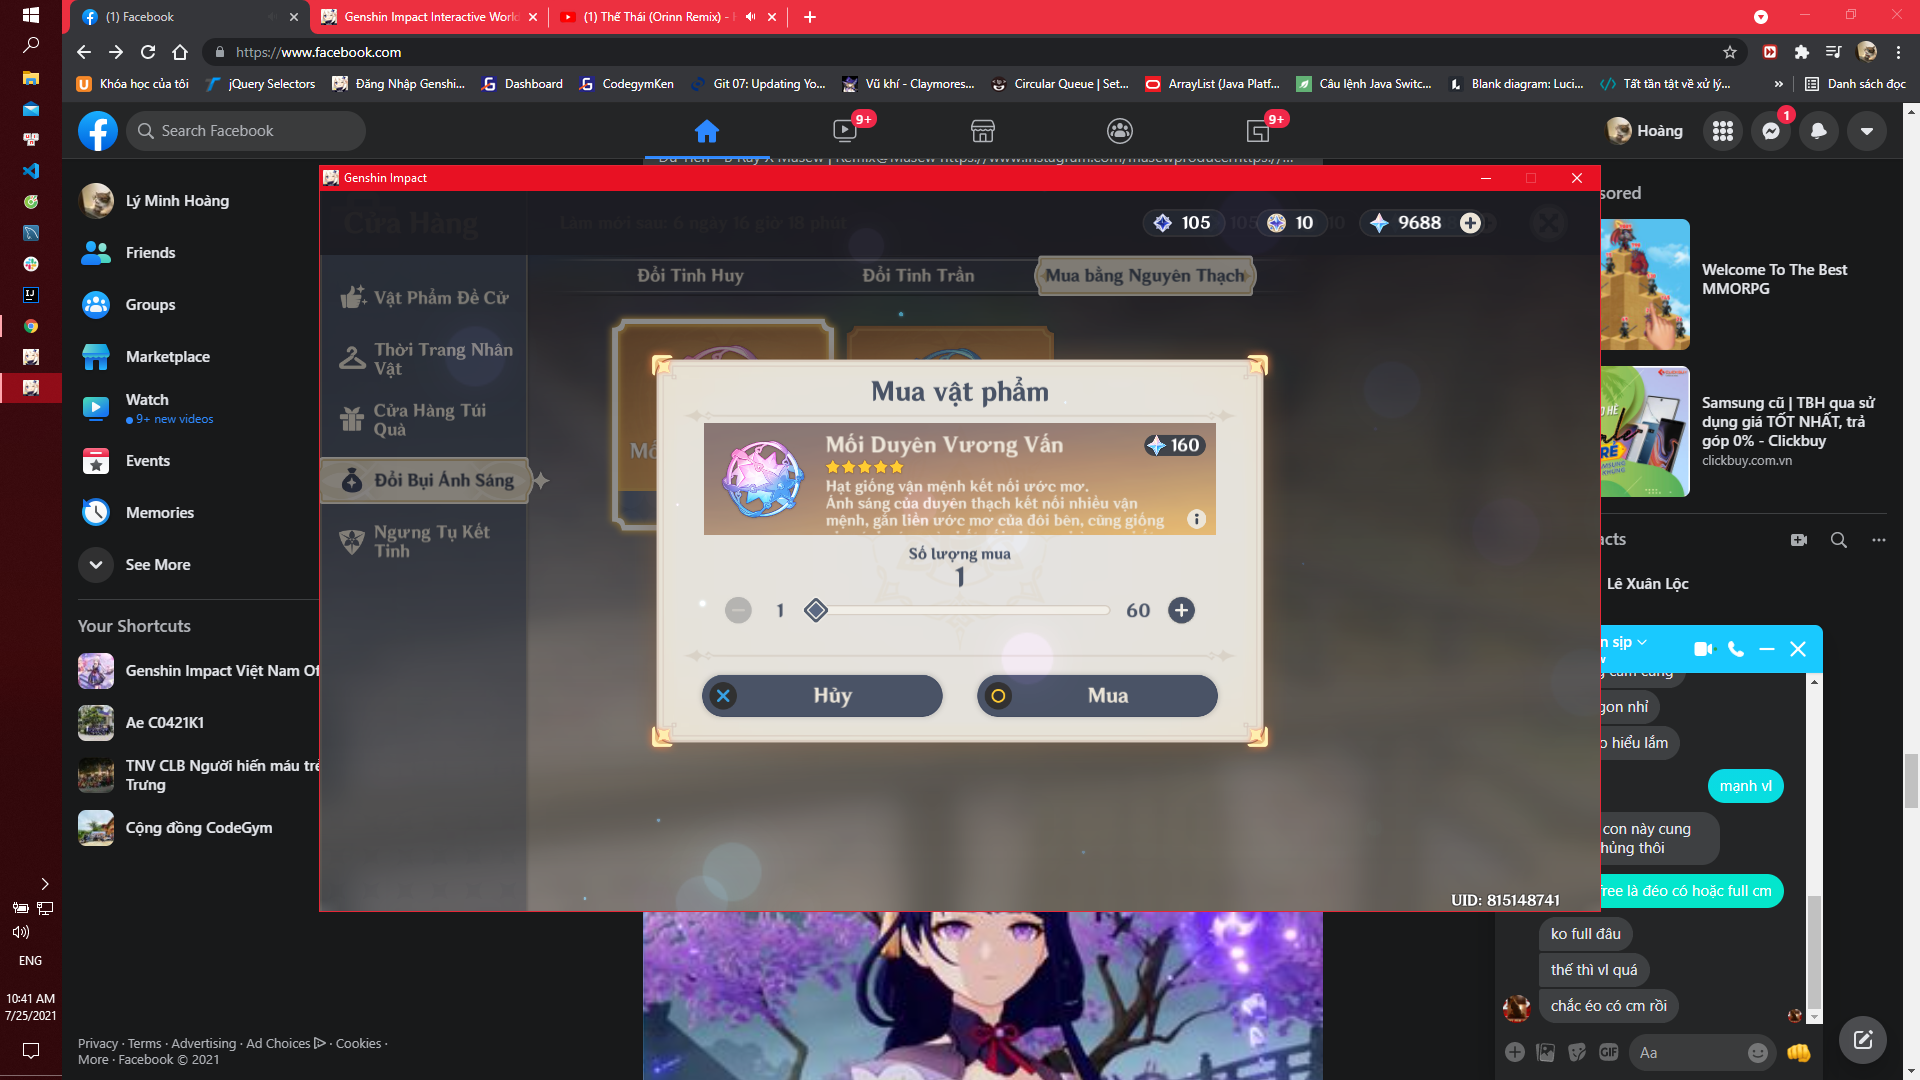 (1) Facebook
Genshin Impact Interactive World
(1) Thế Thái (Orinn Remix) -
https://www.facebook.com
Khóa học của tôi
jQuery Selectors
Đăng Nhập Genshi...
Dashboard
CodegymKen
Git 07: Updating Yo...
Vũ khí - Claymores...
Circular Queue | Set...
ArrayList (Java Platf...
Câu lệnh Java Switc...
Blank diagram: Luci...
Tất tần tật về xử lý...
»
Danh sách đọc
Search Facebook
9+
9+
Hoàng
1
Lý Minh Hoàng
Friends
Groups
Marketplace
Watch
9+ new videos
Events
Memories
See More
Your Shortcuts
Genshin Impact Việt Nam Of
Ae C0421K1
TNV CLB Người hiến máu trẻ
Trưng
Cộng đồng CodeGym
Privacy · Terms · Advertising · Ad Choices · Cookies ·
More · Facebook © 2021
Genshin Impact
Cửa Hàng
Làm mới sau: 6 ngày 16 giờ 18 phút
105
10
9688
Vật Phẩm Đề Cử
Thời Trang Nhân
Vật
Cửa Hàng Túi
Quà
Đổi Bụi Ánh Sáng
Ngưng Tụ Kết
Tinh
Đổi Tinh Huy
Đổi Tinh Trần
Mua bằng Nguyên Thạch
Mua vật phẩm
Mối Duyên Vương Vấn
160
Hạt giống vận mệnh kết nối ước mơ.
Ánh sáng của duyên thạch kết nối nhiều vận
mệnh, gắn liền ước mơ của đôi bên, cũng giống
Số lượng mua
1
1
60
Hủy
Mua
UID: 815148741
sored
Welcome To The Best
MMORPG
Samsung cũ | TBH qua sử
dụng giá TỐT NHẤT, trả
góp 0% - Clickbuy
clickbuy.com.vn
acts
Lê Xuân Lộc
n sịp
gon nhỉ
o hiểu lắm
mạnh vl
con này cung
hủng thôi
free là đéo có hoặc full cm
ko full đâu
thế thì vl quá
chắc éo có cm rồi
GIF
Aa
ENG
10:41 AM
7/25/2021